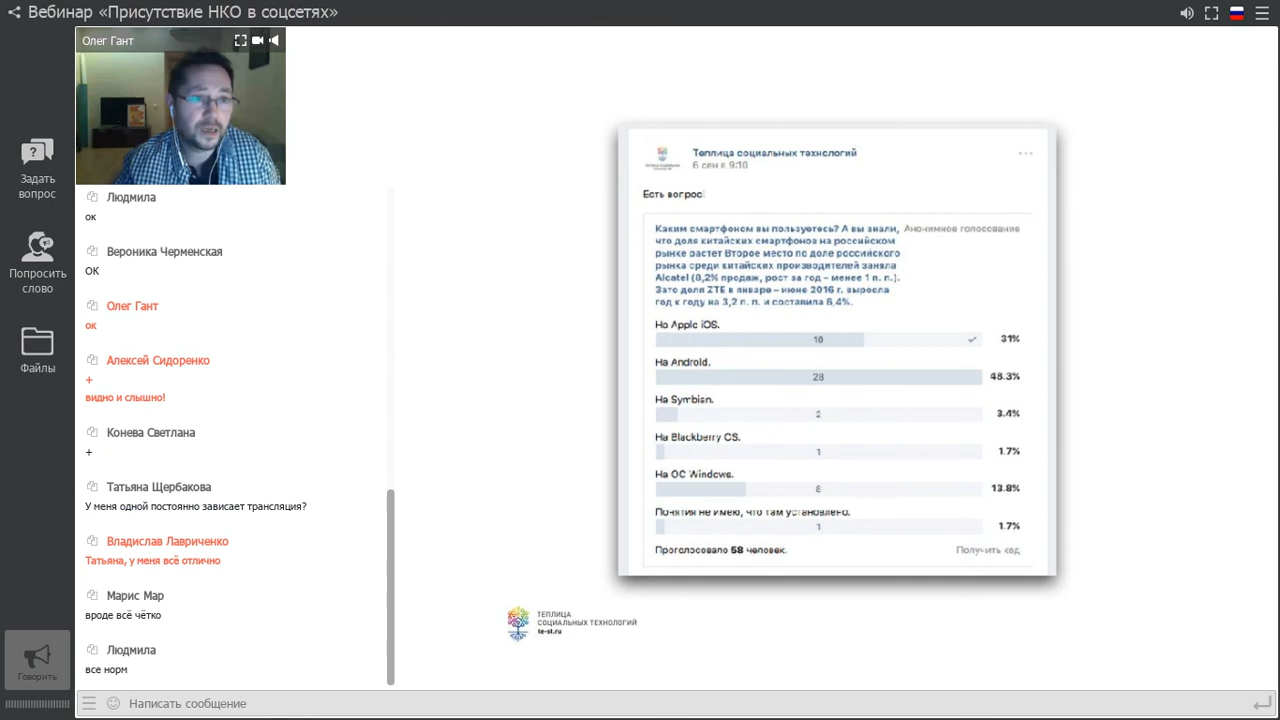 Вебинар «Присутствие НКО в соцсетях»
Олег Гант
Задать
вопрос
Попросить
слово
Файлы
Говорить
Людмила
ок
Вероника Черменская
ОК
Олег Гант
ок
Алексей Сидоренко
+
видно и слышно!
Конева Светлана
+
Татьяна Щербакова
У меня одной постоянно зависает трансляция?
Владислав Лавриченко
Татьяна, у меня всё отлично
Марис Мар
вроде всё чётко
Людмила
все норм
Написать сообщение
Теплица социальных технологий
6 сен в 9:10
Есть вопрос!
Каким смартфоном вы пользуетесь? А вы знали, Анонимное голосование
что доля китайских смартфонов на российском
рынке растет Второе место по доле российского
рынка среди китайских производителей заняла
Alcatel (8,2% продаж, рост за год – менее 1 п. п.).
Зато доля ZTE в январе – июне 2016 г. выросла
год к году на 3,2 п. п. и составила 6,4%.
На Apple iOS.
18 31%
На Android.
28 48.3%
На Symbian.
2 3.4%
На Blackberry OS.
1 1.7%
На ОС Windows.
8 13.8%
Понятия не имею, что там установлено.
1 1.7%
Проголосовало 58 человек. Получить код
ТЕПЛИЦА
СОЦИАЛЬНЫХ ТЕХНОЛОГИЙ
te-st.ru